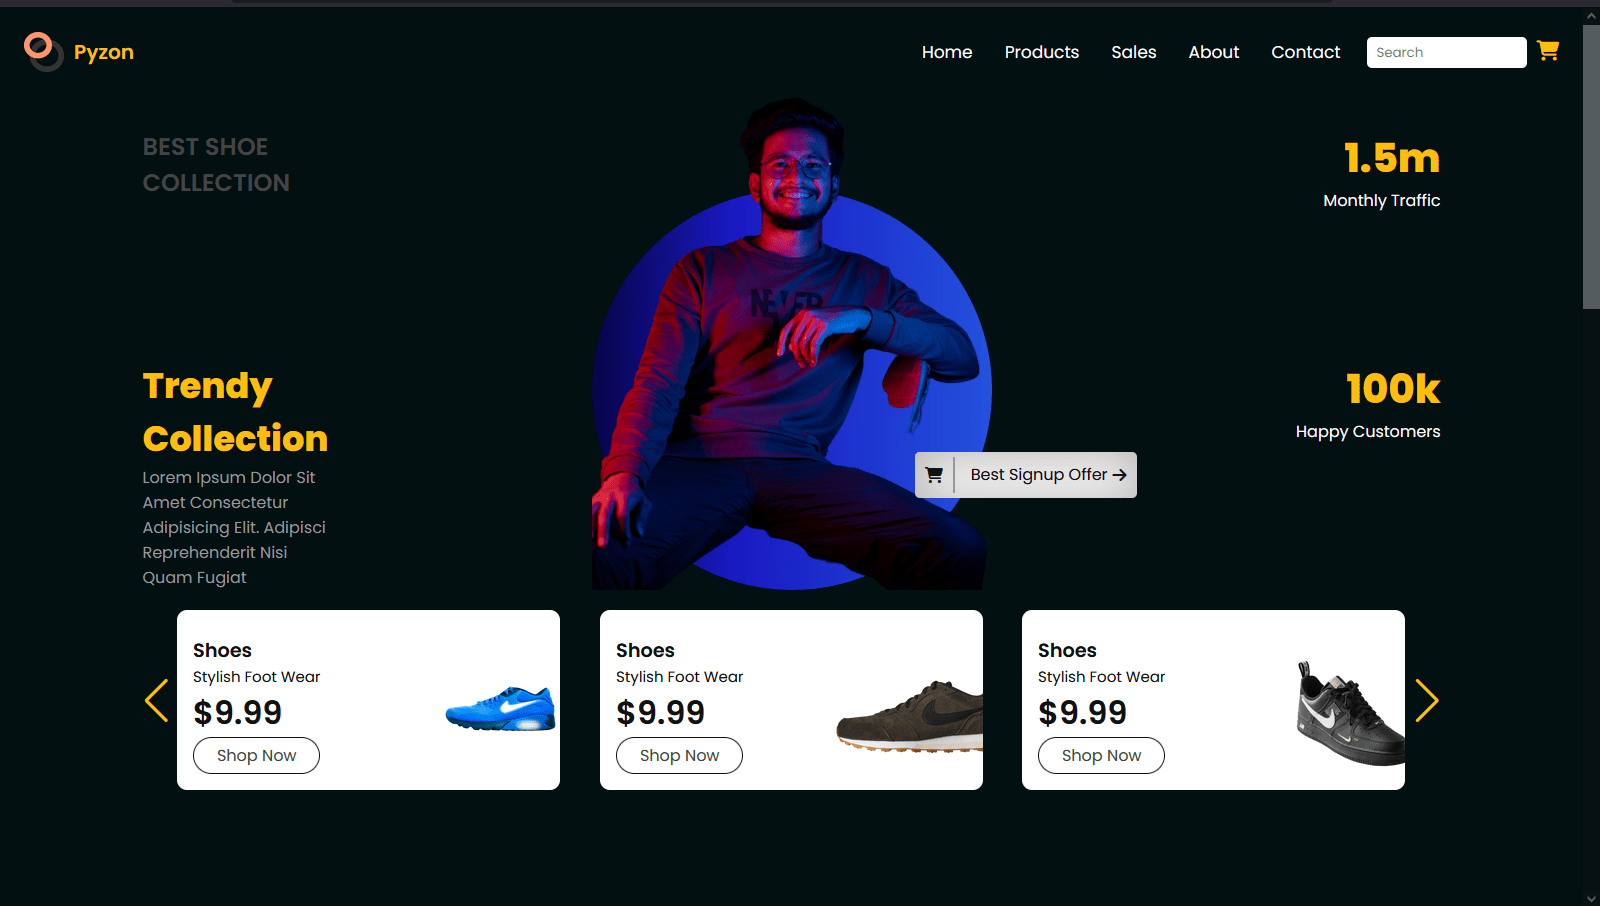 Pyzon
Home
Products
Sales
About
Contact
Search
BEST SHOE
COLLECTION
1.5m
Monthly Traffic
NEVER
Trendy
Collection
Lorem Ipsum Dolor Sit
Amet Consectetur
Adipisicing Elit. Adipisci
Reprehenderit Nisi
Quam Fugiat
100k
Happy Customers
Best Signup Offer
Shoes
Stylish Foot Wear
$9.99
Shop Now
Shoes
Stylish Foot Wear
$9.99
Shop Now
Shoes
Stylish Foot Wear
$9.99
Shop Now